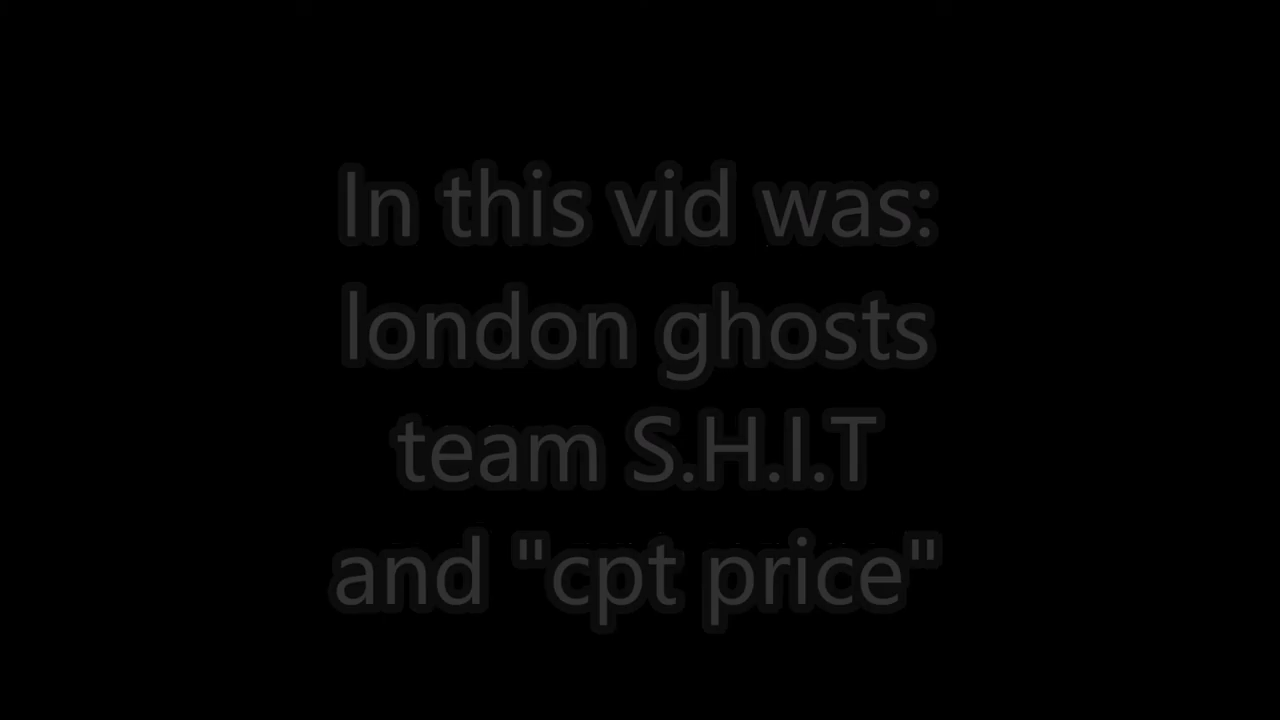 In this vid was:
london ghosts
team S.H.I.T
and "cpt price"